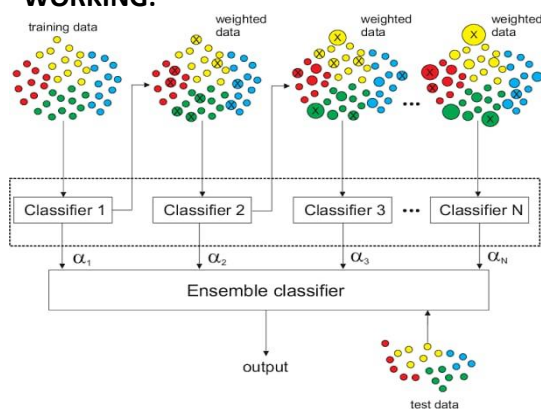 WORKING:
training data
weighted
data
weighted
data
weighted
data
X X X X X X X X X X
...
Classifier 1
Classifier 2
Classifier 3
...
Classifier N
α1
α2
α3
αN
Ensemble classifier
output
test data